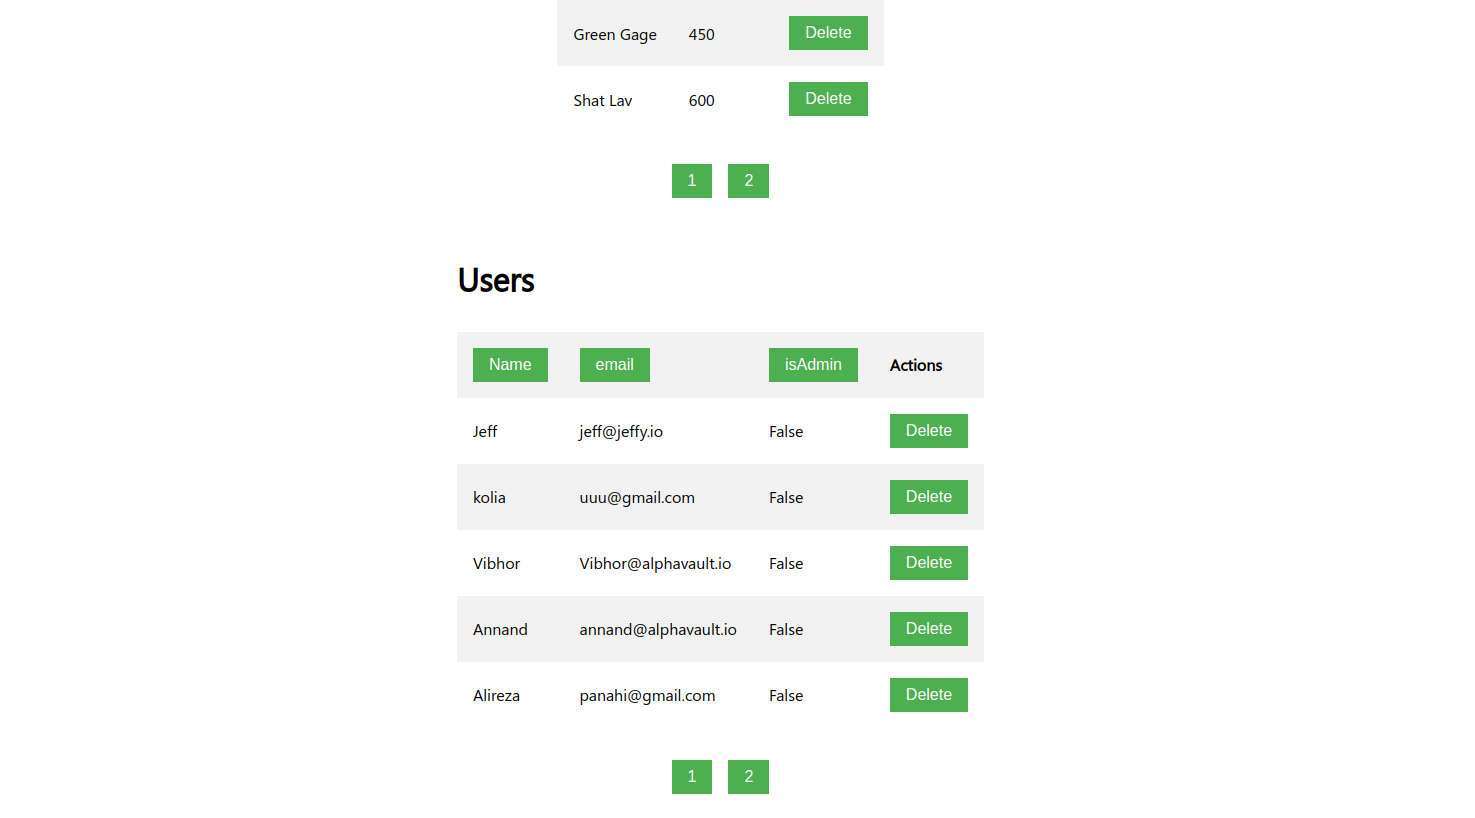 Green Gage 450 Delete
Shat Lav 600 Delete
1 2
Users
Name email isAdmin Actions
Jeff jeff@jeffy.io False Delete
kolia uuu@gmail.com False Delete
Vibhor Vibhor@alphavault.io False Delete
Annand annand@alphavault.io False Delete
Alireza panahi@gmail.com False Delete
1 2